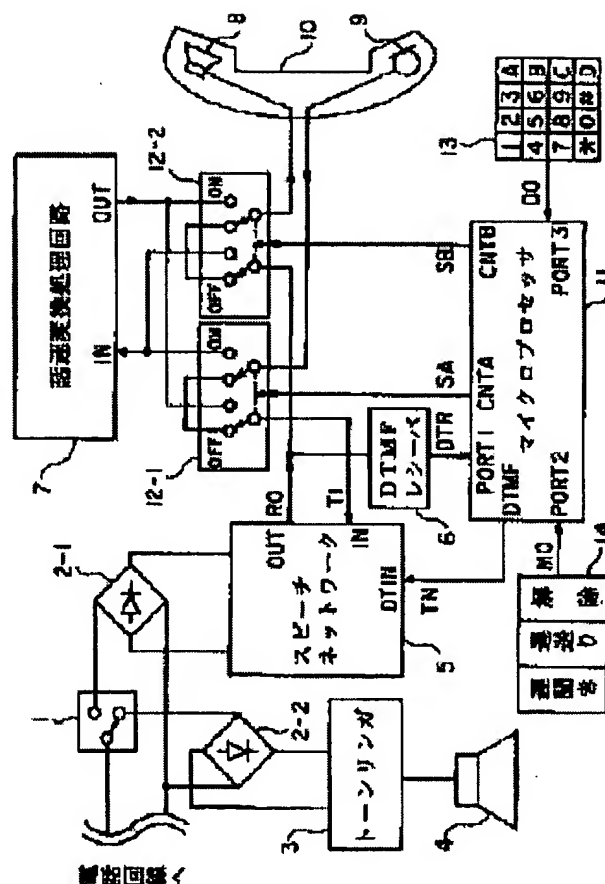 電話回線へ
1
2-1
2-2
トーンリンガ
3
4
スピーチ
ネットワーク
OUT
IN
DTIN
5
RO
TI
TN
7
話速変換処理回路
IN
OUT
12-1
OFF
ON
12-2
OFF
ON
8
10
9
DTMF
レシーバ
6
DTR
SA
SB
PORT1 CNTA
CNTB
DTMF
マイクロプロセッサ
PORT2
PORT3
11
MO
DO
解除
14
13
1 2 3 A
4 5 6 B
7 8 9 C
* 0 # D